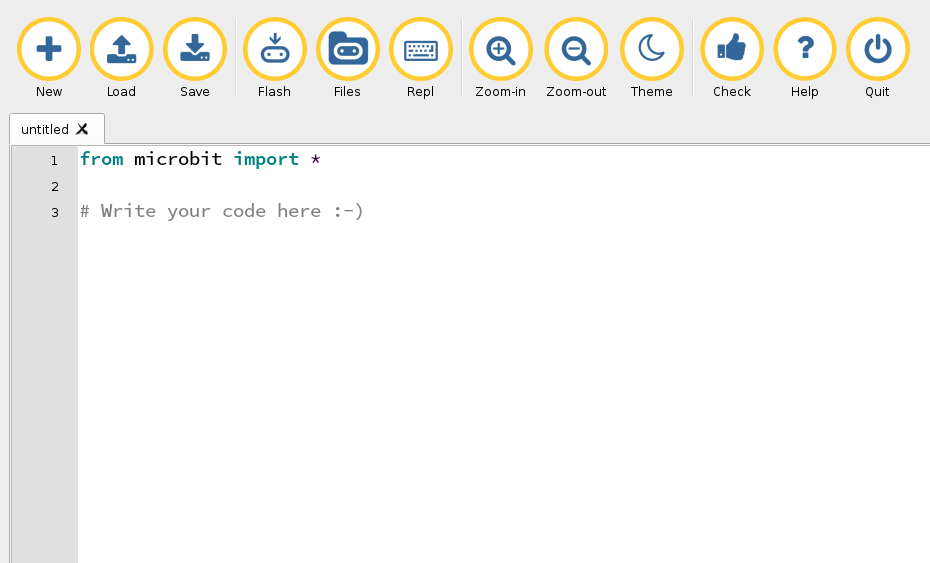 New Load Save Flash Files Repl Zoom-in Zoom-out Theme Check Help Quit
untitled
1 from microbit import *
2
3 # Write your code here :-)